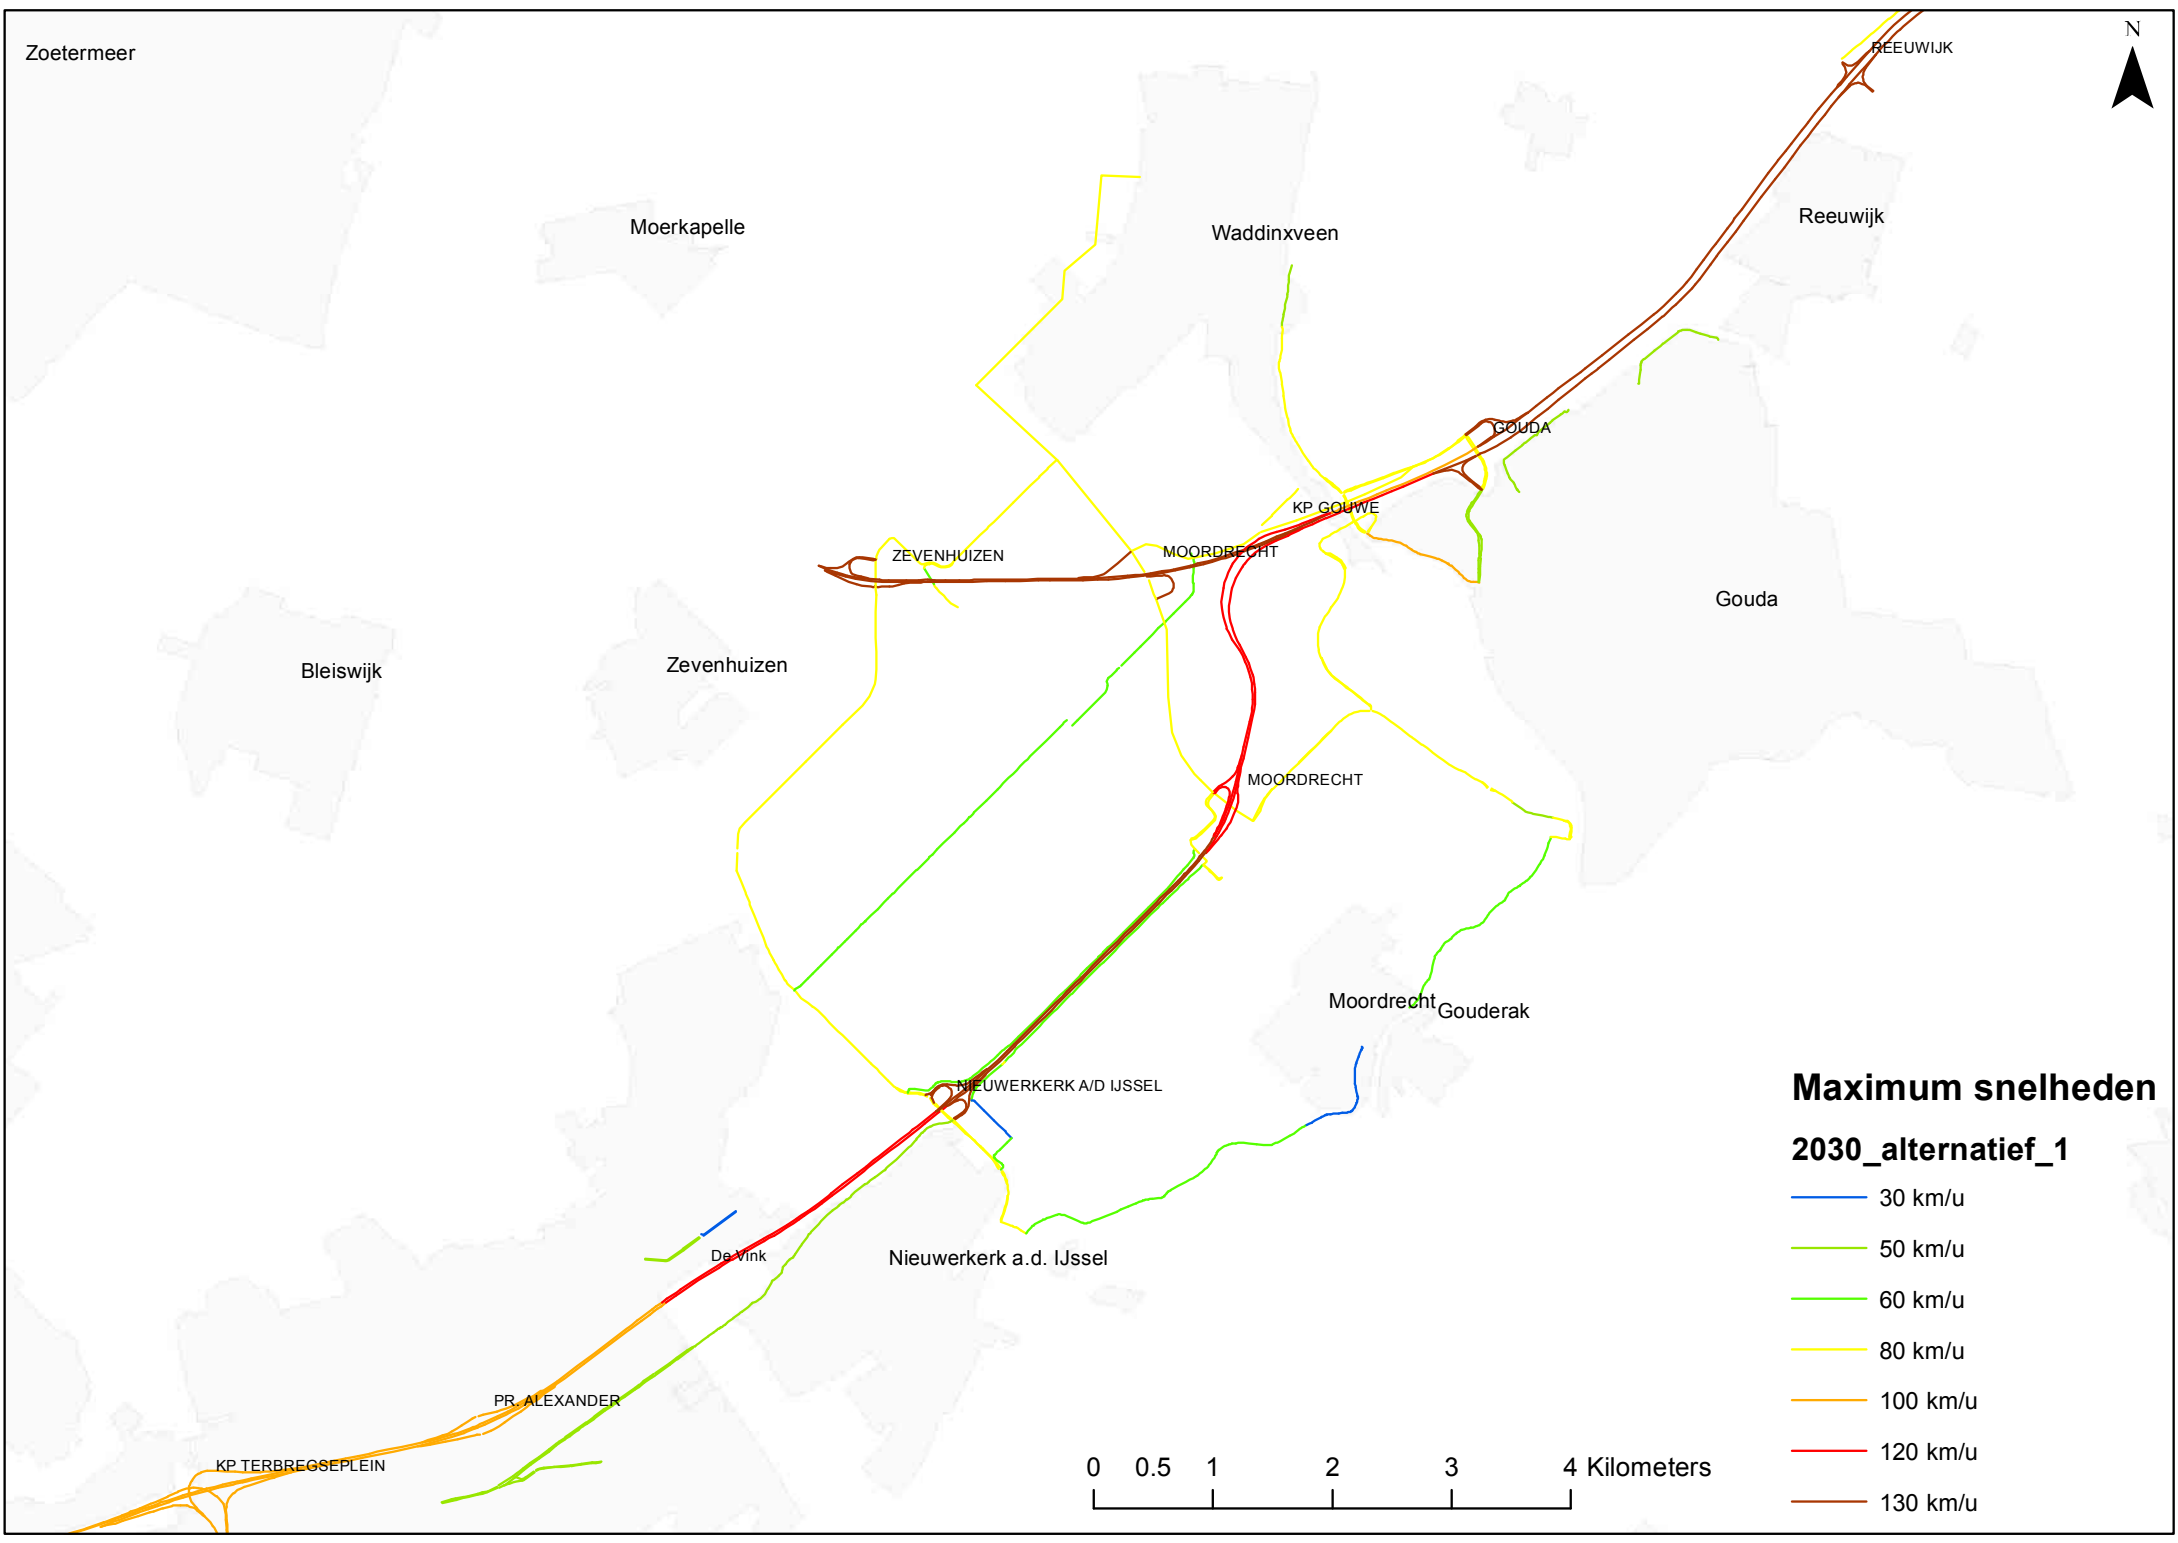 Zoetermeer
N
REEUWIJK
Moerkapelle
Waddinxveen
Reeuwijk
GOUDA
KP GOUWE
ZEVENHUIZEN
MOORDRECHT
Gouda
Bleiswijk
Zevenhuizen
MOORDRECHT
Moordrecht
Gouderak
NIEUWERKERK A/D IJSSEL
De Vink
Nieuwerkerk a.d. IJssel
PR. ALEXANDER
KP TERBREGSEPLEIN
0 0.5 1 2 3 4 Kilometers
Maximum snelheden
2030_alternatief_1
30 km/u
50 km/u
60 km/u
80 km/u
100 km/u
120 km/u
130 km/u